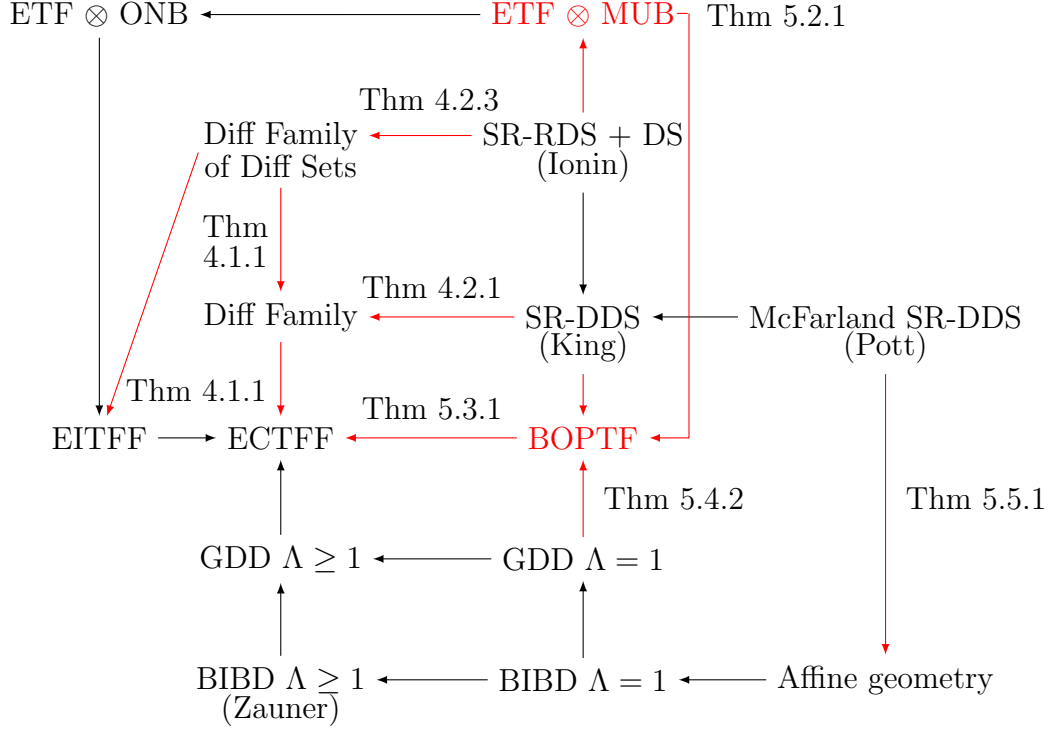 ETF ⊗ ONB
ETF ⊗ MUB
Thm 5.2.1
Thm 4.2.3
Diff Family
of Diff Sets
SR-RDS + DS
(Ionin)
Thm
4.1.1
Thm 4.2.1
Diff Family
SR-DDS
(King)
McFarland SR-DDS
(Pott)
Thm 4.1.1
Thm 5.3.1
EITFF
ECTFF
BOPTF
Thm 5.4.2
Thm 5.5.1
GDD Λ ≥ 1
GDD Λ = 1
BIBD Λ ≥ 1
(Zauner)
BIBD Λ = 1
Affine geometry